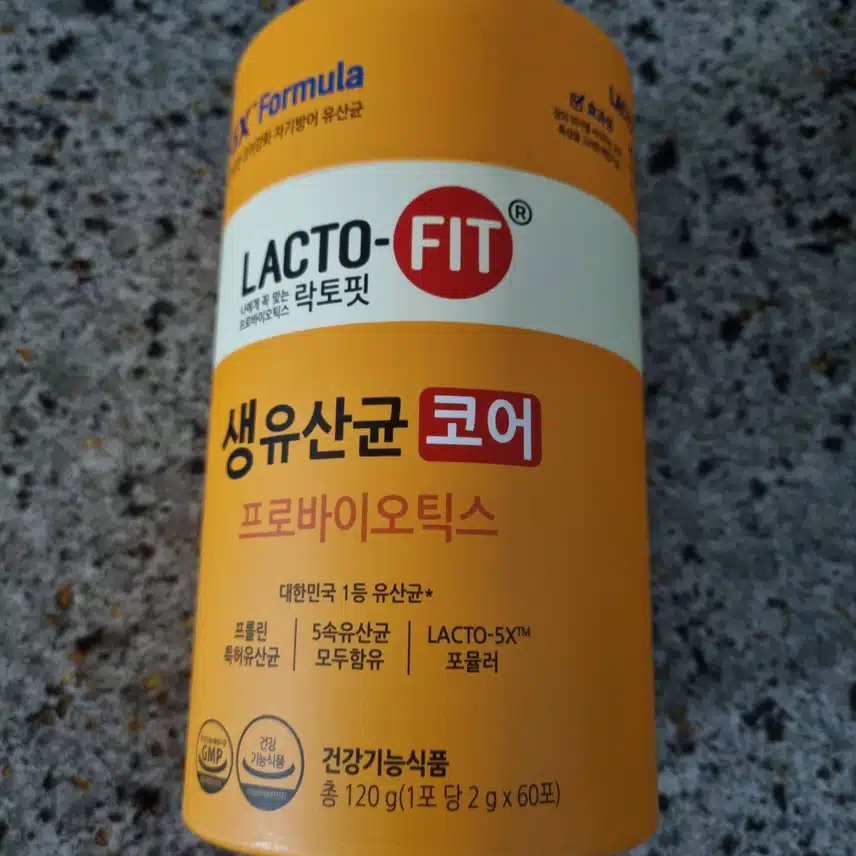 Formula
자기방어 유산균
LACTO-FIT®
나에게 꼭 맞는
프로바이오틱스 락토핏
생유산균 코어
프로바이오틱스
대한민국 1등 유산균*
프롤린
특허유산균
5속유산균
모두함유
LACTO-5X™
포뮬러
GMP
건강
기능식품
건강기능식품
총 120 g(1포 당 2 g x 60포)